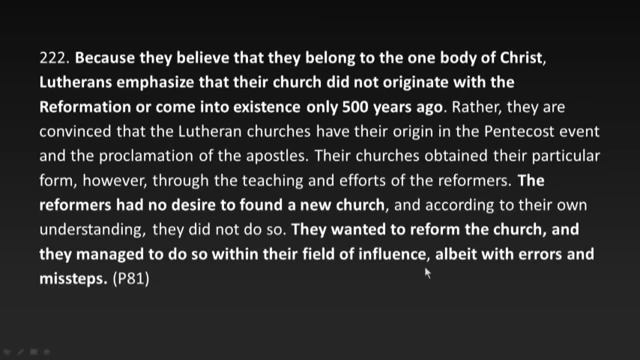 222. Because they believe that they belong to the one body of Christ,
Lutherans emphasize that their church did not originate with the
Reformation or come into existence only 500 years ago. Rather, they are
convinced that the Lutheran churches have their origin in the Pentecost event
and the proclamation of the apostles. Their churches obtained their particular
form, however, through the teaching and efforts of the reformers. The
reformers had no desire to found a new church, and according to their own
understanding, they did not do so. They wanted to reform the church, and
they managed to do so within their field of influence, albeit with errors and
missteps. (P81)